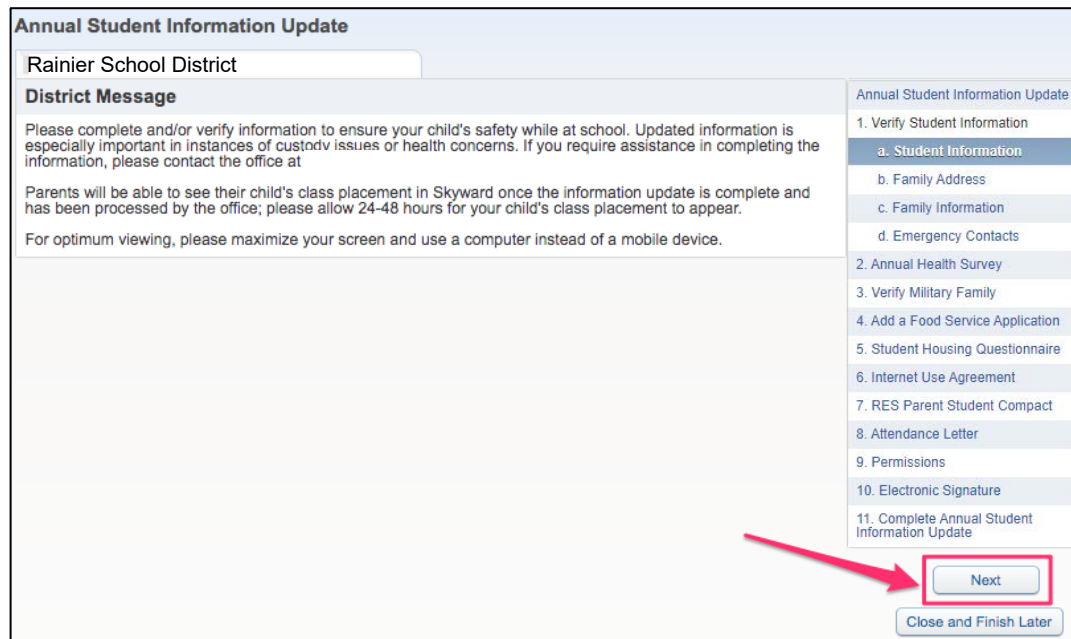 Annual Student Information Update
Rainier School District
District Message
Please complete and/or verify information to ensure your child's safety while at school. Updated information is
especially important in instances of custody issues or health concerns. If you require assistance in completing the
information, please contact the office at
Parents will be able to see their child's class placement in Skyward once the information update is complete and
has been processed by the office; please allow 24-48 hours for your child's class placement to appear.
For optimum viewing, please maximize your screen and use a computer instead of a mobile device.
Annual Student Information Update
1. Verify Student Information
a. Student Information
b. Family Address
c. Family Information
d. Emergency Contacts
2. Annual Health Survey
3. Verify Military Family
4. Add a Food Service Application
5. Student Housing Questionnaire
6. Internet Use Agreement
7. RES Parent Student Compact
8. Attendance Letter
9. Permissions
10. Electronic Signature
11. Complete Annual Student
Information Update
Next
Close and Finish Later